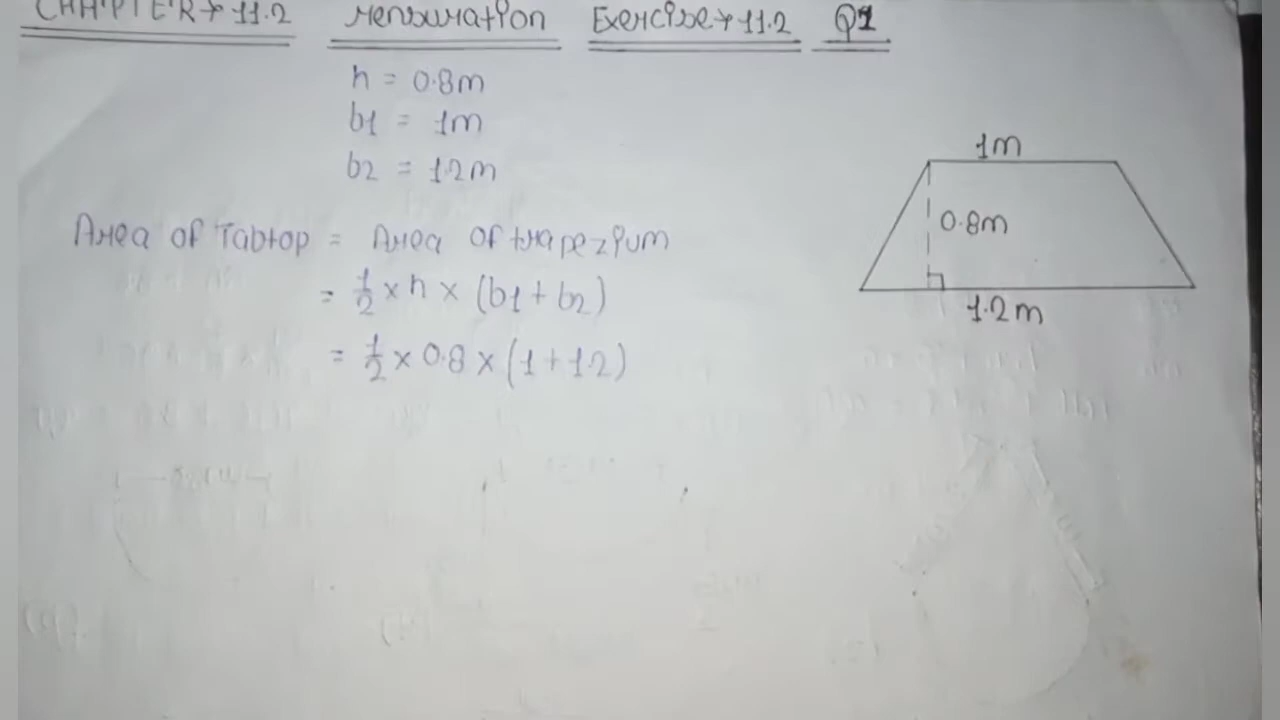 CHAPTER→11.2 Mensuration Exercise→11.2 Q1
h = 0.8m
b1 = 1m
b2 = 1.2m
1m
0.8m
1.2m
Area of Tabtop = Area of trapezium
= 1/2 × h × (b1 + b2)
= 1/2 × 0.8 × (1 + 1.2)